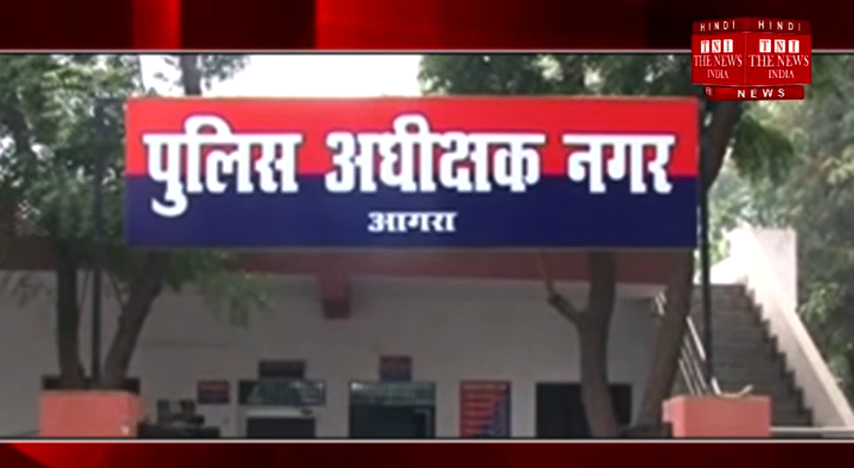 HINDI HINDI
TNI TNI
THE NEWS THE NEWS
INDIA INDIA
NEWS
पुलिस अधीक्षक नगर
आगरा